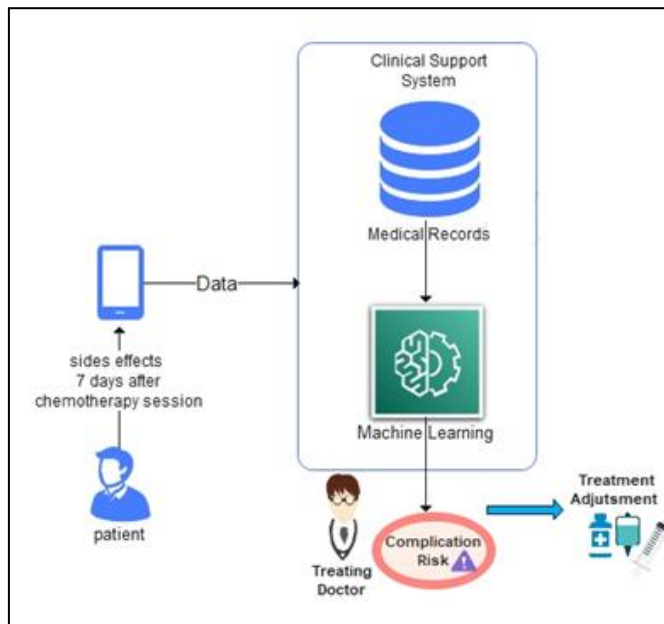 Clinical Support
System
Medical Records
Data
sides effects
7 days after
chemotherapy session
Machine Learning
patient
Treating
Doctor
Complication
Risk
Treatment
Adjutsment